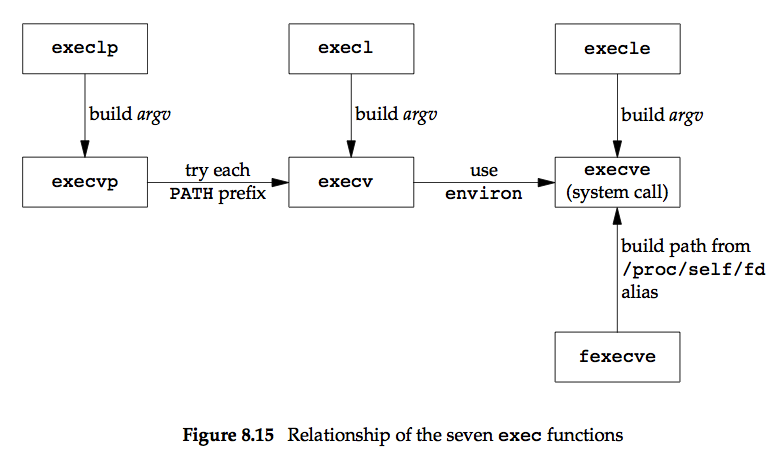 execlp
execl
execle
build argv
build argv
build argv
execvp
try each
PATH prefix
execv
use
environ
execve
(system call)
build path from
/proc/self/fd
alias
fexecve
Figure 8.15 Relationship of the seven exec functions